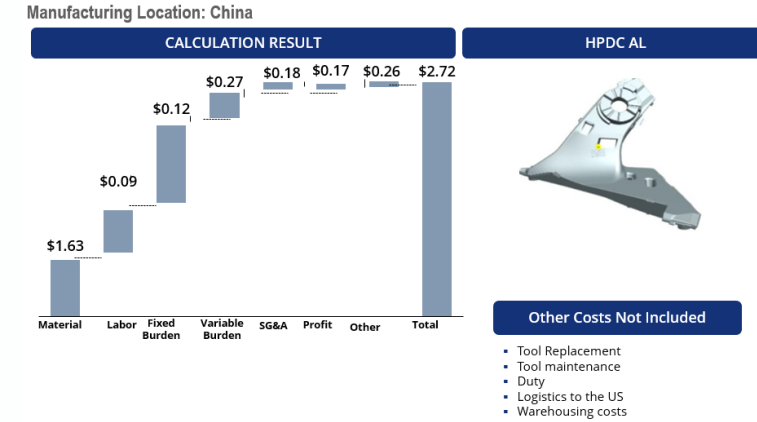 Manufacturing Location: China
CALCULATION RESULT
HPDC AL
$1.63
$0.09
$0.12
$0.27
$0.18
$0.17
$0.26
$2.72
Material
Labor
Fixed
Burden
Variable
Burden
SG&A
Profit
Other
Total
Other Costs Not Included
▪ Tool Replacement
▪ Tool maintenance
▪ Duty
▪ Logistics to the US
▪ Warehousing costs